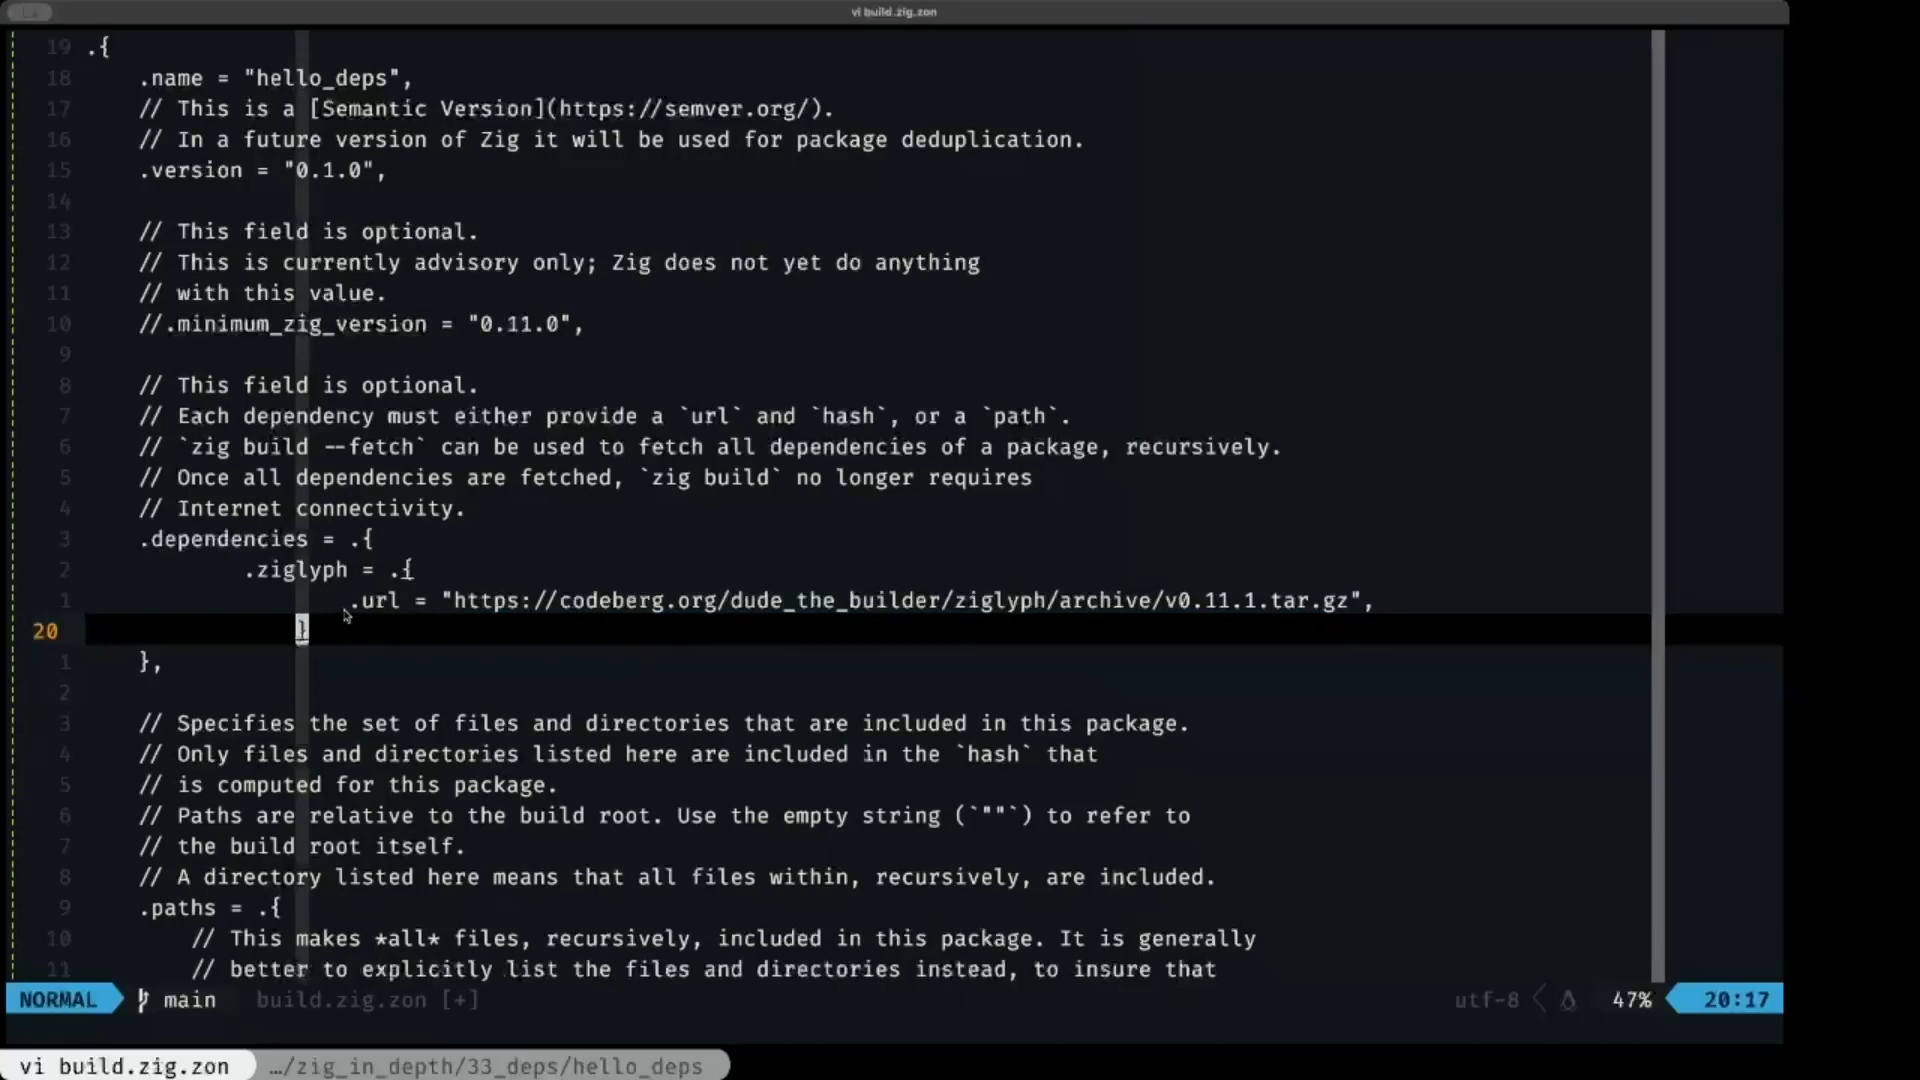 vi build.zig.zon
19 .{
18 .name = "hello_deps",
17 // This is a [Semantic Version](https://semver.org/).
16 // In a future version of Zig it will be used for package deduplication.
15 .version = "0.1.0",
14
13 // This field is optional.
12 // This is currently advisory only; Zig does not yet do anything
11 // with this value.
10 //.minimum_zig_version = "0.11.0",
9
8 // This field is optional.
7 // Each dependency must either provide a `url` and `hash`, or a `path`.
6 // `zig build --fetch` can be used to fetch all dependencies of a package, recursively.
5 // Once all dependencies are fetched, `zig build` no longer requires
4 // Internet connectivity.
3 .dependencies = .{
2 .ziglyph = .{
1 .url = "https://codeberg.org/dude_the_builder/ziglyph/archive/v0.11.1.tar.gz",
20 }
1 },
2
3 // Specifies the set of files and directories that are included in this package.
4 // Only files and directories listed here are included in the `hash` that
5 // is computed for this package.
6 // Paths are relative to the build root. Use the empty string (`""`) to refer to
7 // the build root itself.
8 // A directory listed here means that all files within, recursively, are included.
9 .paths = .{
10 // This makes *all* files, recursively, included in this package. It is generally
11 // better to explicitly list the files and directories instead, to insure that
NORMAL main build.zig.zon [+] utf-8 47% 20:17
vi build.zig.zon …/zig_in_depth/33_deps/hello_deps